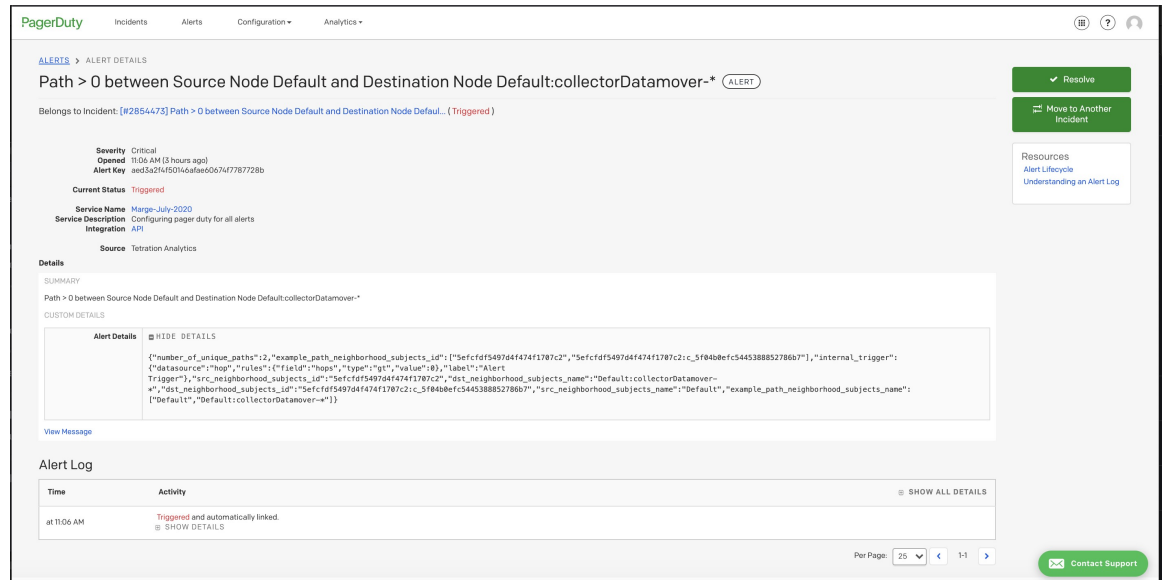 PagerDuty
Incidents
Alerts
Configuration
Analytics
?
ALERTS > ALERT DETAILS
Path > 0 between Source Node Default and Destination Node Default:collectorDatamover-* ALERT
Resolve
Move to Another
Incident
Belongs to Incident: [#2854473] Path > 0 between Source Node Default and Destination Node Defaul... ( Triggered )
Resources
Alert Lifecycle
Understanding an Alert Log
Severity Critical
Opened 11:06 AM (3 hours ago)
Alert Key aed3a2f4f50146afae60674f7787728b
Current Status Triggered
Service Name Marge-July-2020
Service Description Configuring pager duty for all alerts
Integration API
Source Tetration Analytics
Details
SUMMARY
Path > 0 between Source Node Default and Destination Node Default:collectorDatamover-*
CUSTOM DETAILS
Alert Details HIDE DETAILS
{"number_of_unique_paths":2,"example_path_neighborhood_subjects_id":["5efcfdf5497d4f474f1707c2","5efcfdf5497d4f474f1707c2:c_5f04b0efc5445388852786b7"],"internal_trigger":
{"datasource":"hop","rules":{"field":"hops","type":"gt","value":0},"label":"Alert
Trigger"},"src_neighborhood_subjects_id":"5efcfdf5497d4f474f1707c2","dst_neighborhood_subjects_name":"Default:collectorDatamover-
*","dst_neighborhood_subjects_id":"5efcfdf5497d4f474f1707c2:c_5f04b0efc5445388852786b7","src_neighborhood_subjects_name":"Default","example_path_neighborhood_subjects_name":
["Default","Default:collectorDatamover-*"]}
View Message
Alert Log
Time Activity SHOW ALL DETAILS
at 11:06 AM Triggered and automatically linked.
SHOW DETAILS
Per Page: 25 1-1
Contact Support